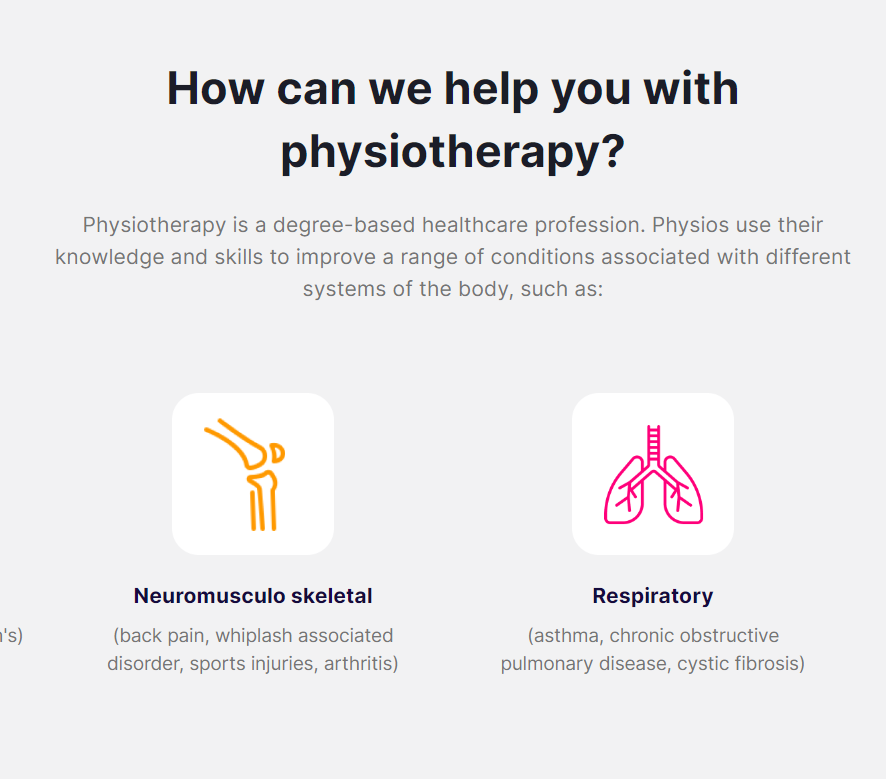 How can we help you with
physiotherapy?
Physiotherapy is a degree-based healthcare profession. Physios use their
knowledge and skills to improve a range of conditions associated with different
systems of the body, such as:
Neuromusculo skeletal
Respiratory
's)
(back pain, whiplash associated
disorder, sports injuries, arthritis)
(asthma, chronic obstructive
pulmonary disease, cystic fibrosis)